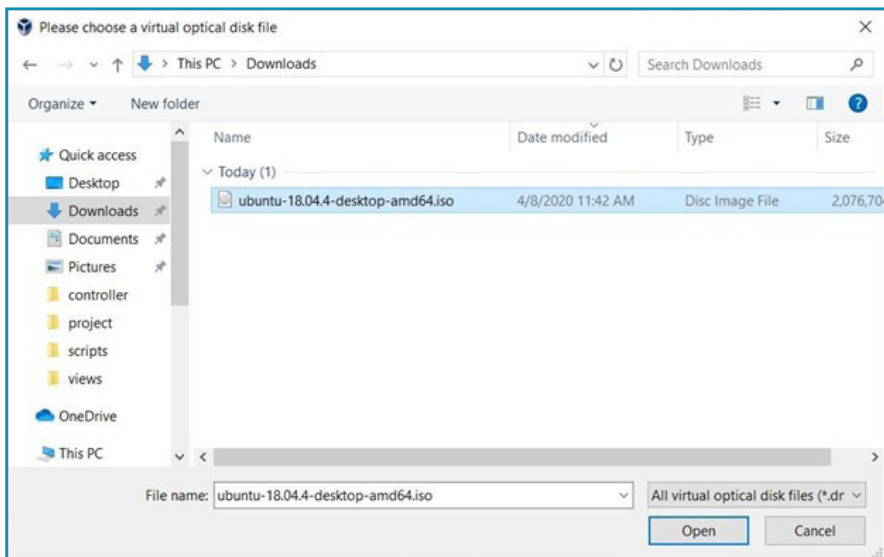 Please choose a virtual optical disk file
This PC > Downloads
Search Downloads
Organize
New folder
Name
Date modified
Type
Size
Today (1)
ubuntu-18.04.4-desktop-amd64.iso
4/8/2020 11:42 AM
Disc Image File
2,076,70
Quick access
Desktop
Downloads
Documents
Pictures
controller
project
scripts
views
OneDrive
This PC
File name: ubuntu-18.04.4-desktop-amd64.iso
All virtual optical disk files (*.dr
Open
Cancel